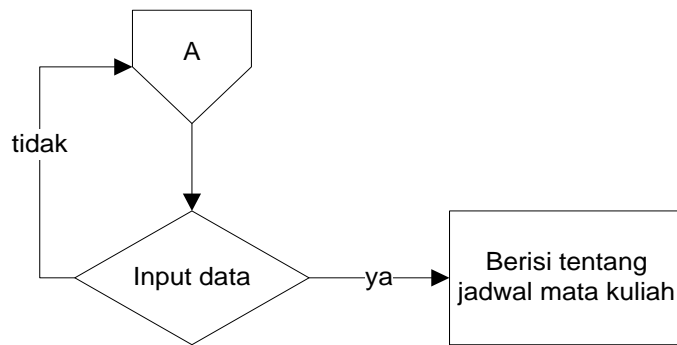 A
tidak
Input data
ya
Berisi tentang
jadwal mata kuliah